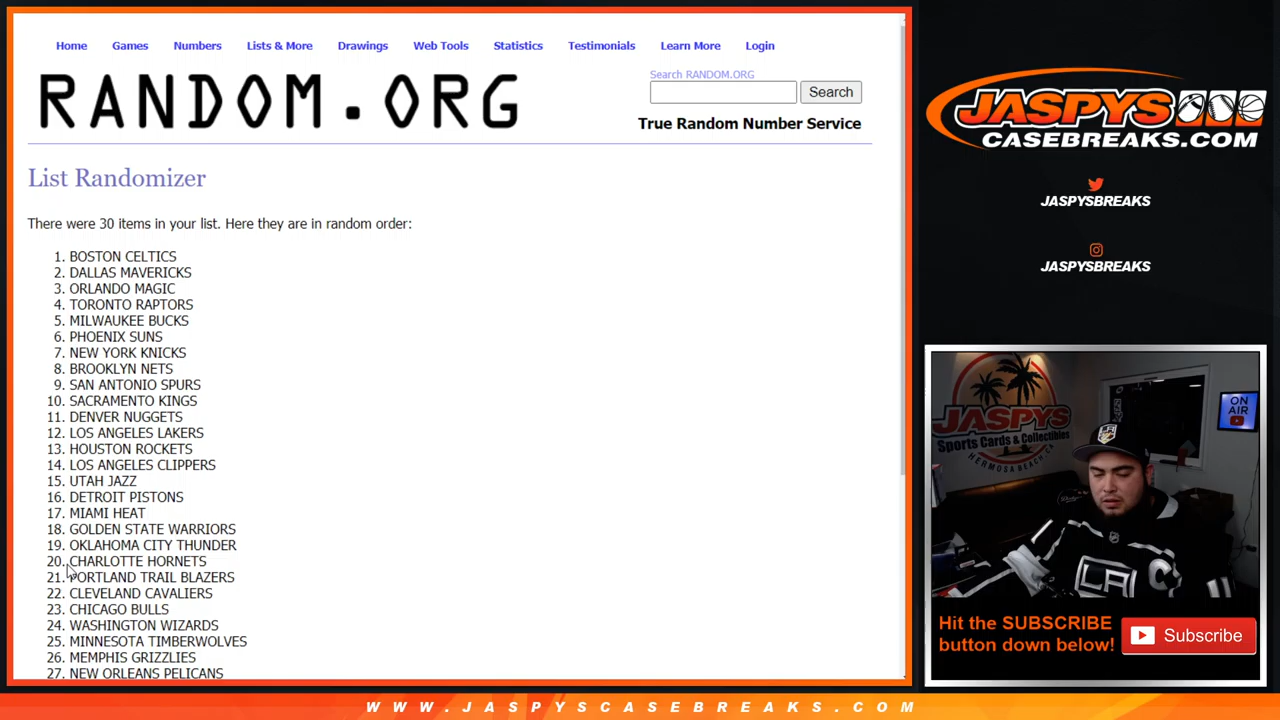 Home Games Numbers Lists & More Drawings Web Tools Statistics Testimonials Learn More Login
RANDOM.ORG
Search RANDOM.ORG
Search
True Random Number Service
List Randomizer
There were 30 items in your list. Here they are in random order:
1. BOSTON CELTICS
2. DALLAS MAVERICKS
3. ORLANDO MAGIC
4. TORONTO RAPTORS
5. MILWAUKEE BUCKS
6. PHOENIX SUNS
7. NEW YORK KNICKS
8. BROOKLYN NETS
9. SAN ANTONIO SPURS
10. SACRAMENTO KINGS
11. DENVER NUGGETS
12. LOS ANGELES LAKERS
13. HOUSTON ROCKETS
14. LOS ANGELES CLIPPERS
15. UTAH JAZZ
16. DETROIT PISTONS
17. MIAMI HEAT
18. GOLDEN STATE WARRIORS
19. OKLAHOMA CITY THUNDER
20. CHARLOTTE HORNETS
21. PORTLAND TRAIL BLAZERS
22. CLEVELAND CAVALIERS
23. CHICAGO BULLS
24. WASHINGTON WIZARDS
25. MINNESOTA TIMBERWOLVES
26. MEMPHIS GRIZZLIES
27. NEW ORLEANS PELICANS
JASPYS
CASEBREAKS.COM
JASPYSBREAKS
JASPYSBREAKS
JASPYS
Sports Cards & Collectibles
HERMOSA BEACH, CA
ON AIR
LA
LA
C
Hit the SUBSCRIBE
button down below!
Subscribe
WWW.JASPYSCASEBREAKS.COM